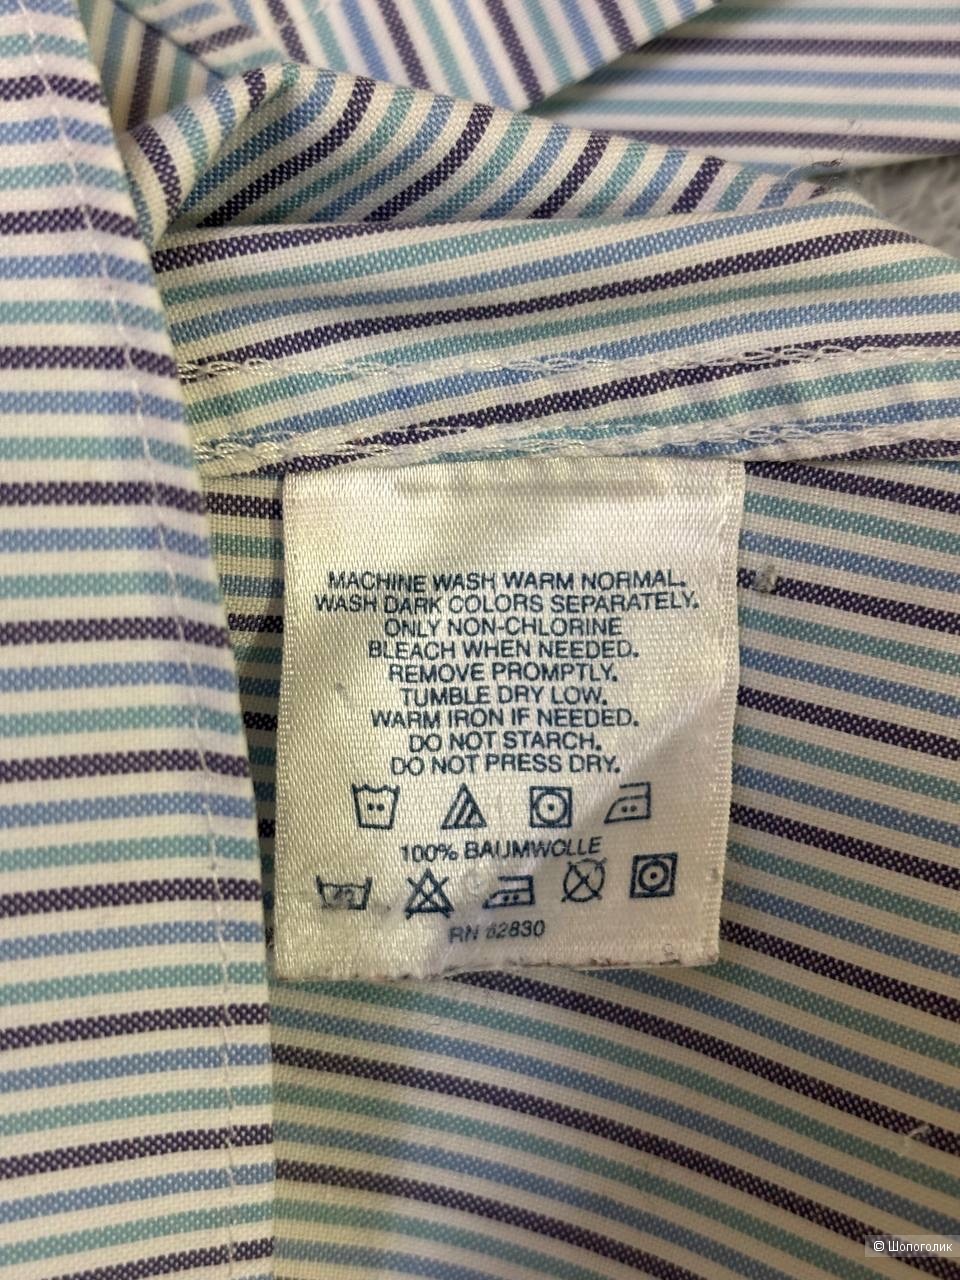 MACHINE WASH WARM NORMAL.
WASH DARK COLORS SEPARATELY.
ONLY NON-CHLORINE
BLEACH WHEN NEEDED.
REMOVE PROMPTLY.
TUMBLE DRY LOW.
WARM IRON IF NEEDED.
DO NOT STARCH.
DO NOT PRESS DRY.
100% BAUMWOLLE
RN 62830
© Шопоголик